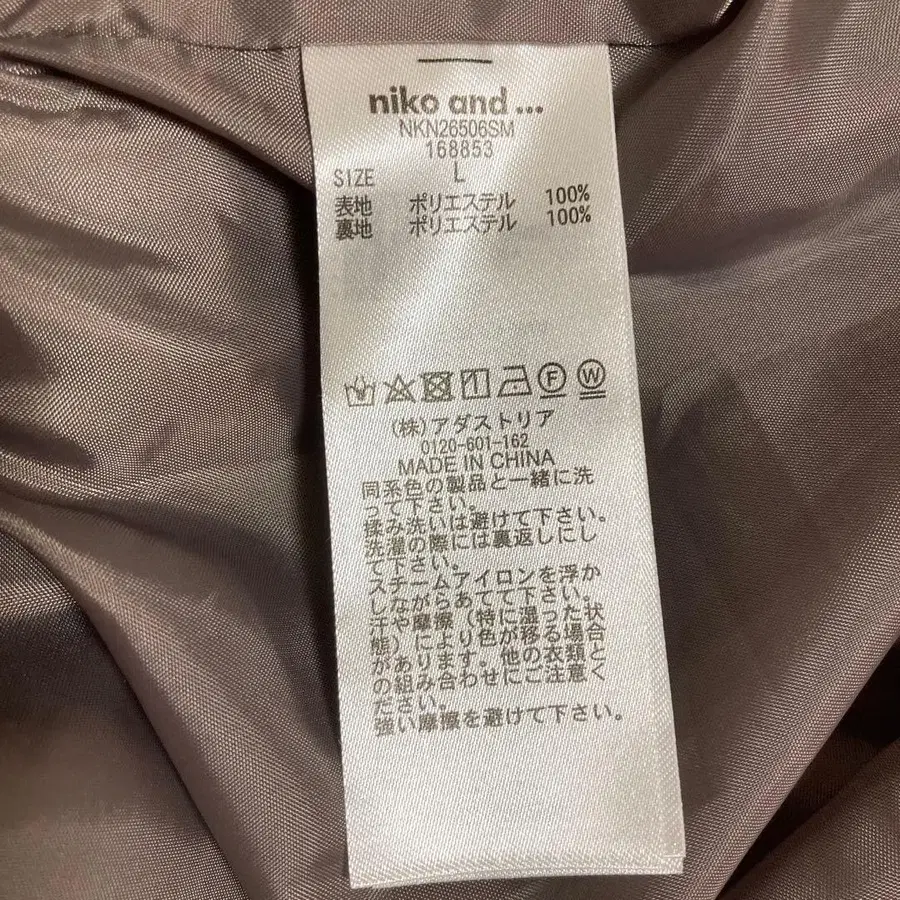 niko and ...
NKN26506SM
168853
SIZE L
表地 ポリエステル 100%
裏地 ポリエステル 100%
F W
(株)アダストリア
0120-601-162
MADE IN CHINA
同系色の製品と一緒に洗
って下さい。
揉み洗いは避けて下さい。
洗濯の際には裏返しにし
て下さい。
スチームアイロンを浮か
しながらあてて下さい。
汗や摩擦(特に湿った状
態)により色が移る場合
があります。他の衣類と
の組み合わせにご注意く
ださい。
強い摩擦を避けて下さい。